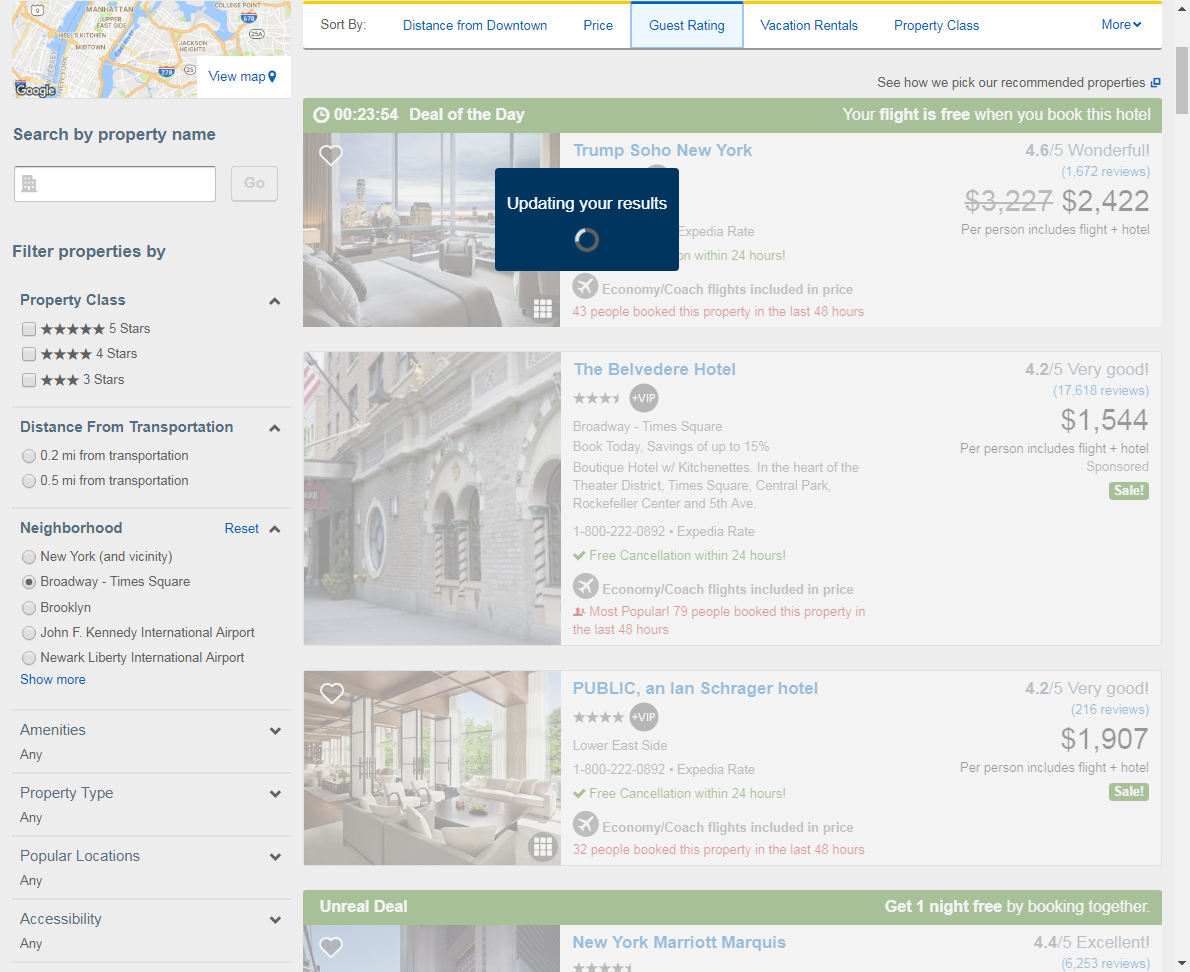 MANHATTAN
UPPER
EAST SIDE
HELL'S KITCHEN
MIDTOWN
COLLEGE POINT
JACKSON
HEIGHTS
East River
9
678
25A
278
25
Google
View map
Search by property name
Go
Filter properties by
Property Class
★★★★★ 5 Stars
★★★★ 4 Stars
★★★ 3 Stars
Distance From Transportation
0.2 mi from transportation
0.5 mi from transportation
Neighborhood Reset
New York (and vicinity)
Broadway - Times Square
Brooklyn
John F. Kennedy International Airport
Newark Liberty International Airport
Show more
Amenities
Any
Property Type
Any
Popular Locations
Any
Accessibility
Any
Sort By: Distance from Downtown Price Guest Rating Vacation Rentals Property Class More
See how we pick our recommended properties
00:23:54 Deal of the Day Your flight is free when you book this hotel
Trump Soho New York
Updating your results
Expedia Rate
on within 24 hours!
Economy/Coach flights included in price
43 people booked this property in the last 48 hours
4.6/5 Wonderful!
(1,672 reviews)
$3,227 $2,422
Per person includes flight + hotel
The Belvedere Hotel
+VIP
Broadway - Times Square
Book Today, Savings of up to 15%
Boutique Hotel w/ Kitchenettes. In the heart of the
Theater District, Times Square, Central Park,
Rockefeller Center and 5th Ave.
1-800-222-0892 • Expedia Rate
Free Cancellation within 24 hours!
Economy/Coach flights included in price
Most Popular! 79 people booked this property in
the last 48 hours
4.2/5 Very good!
(17,618 reviews)
$1,544
Per person includes flight + hotel
Sponsored
Sale!
PUBLIC, an Ian Schrager hotel
+VIP
Lower East Side
1-800-222-0892 • Expedia Rate
Free Cancellation within 24 hours!
Economy/Coach flights included in price
32 people booked this property in the last 48 hours
4.2/5 Very good!
(216 reviews)
$1,907
Per person includes flight + hotel
Sale!
Unreal Deal Get 1 night free by booking together.
New York Marriott Marquis
4.4/5 Excellent!
(6,253 reviews)